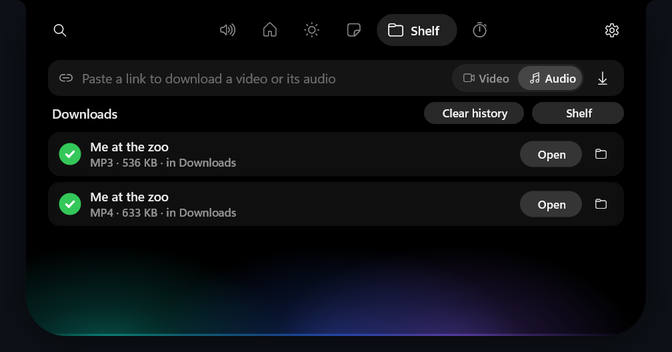 Shelf
Paste a link to download a video or its audio
Video
Audio
Downloads
Clear history
Shelf
Me at the zoo
MP3 · 536 KB · in Downloads
Open
Me at the zoo
MP4 · 633 KB · in Downloads
Open